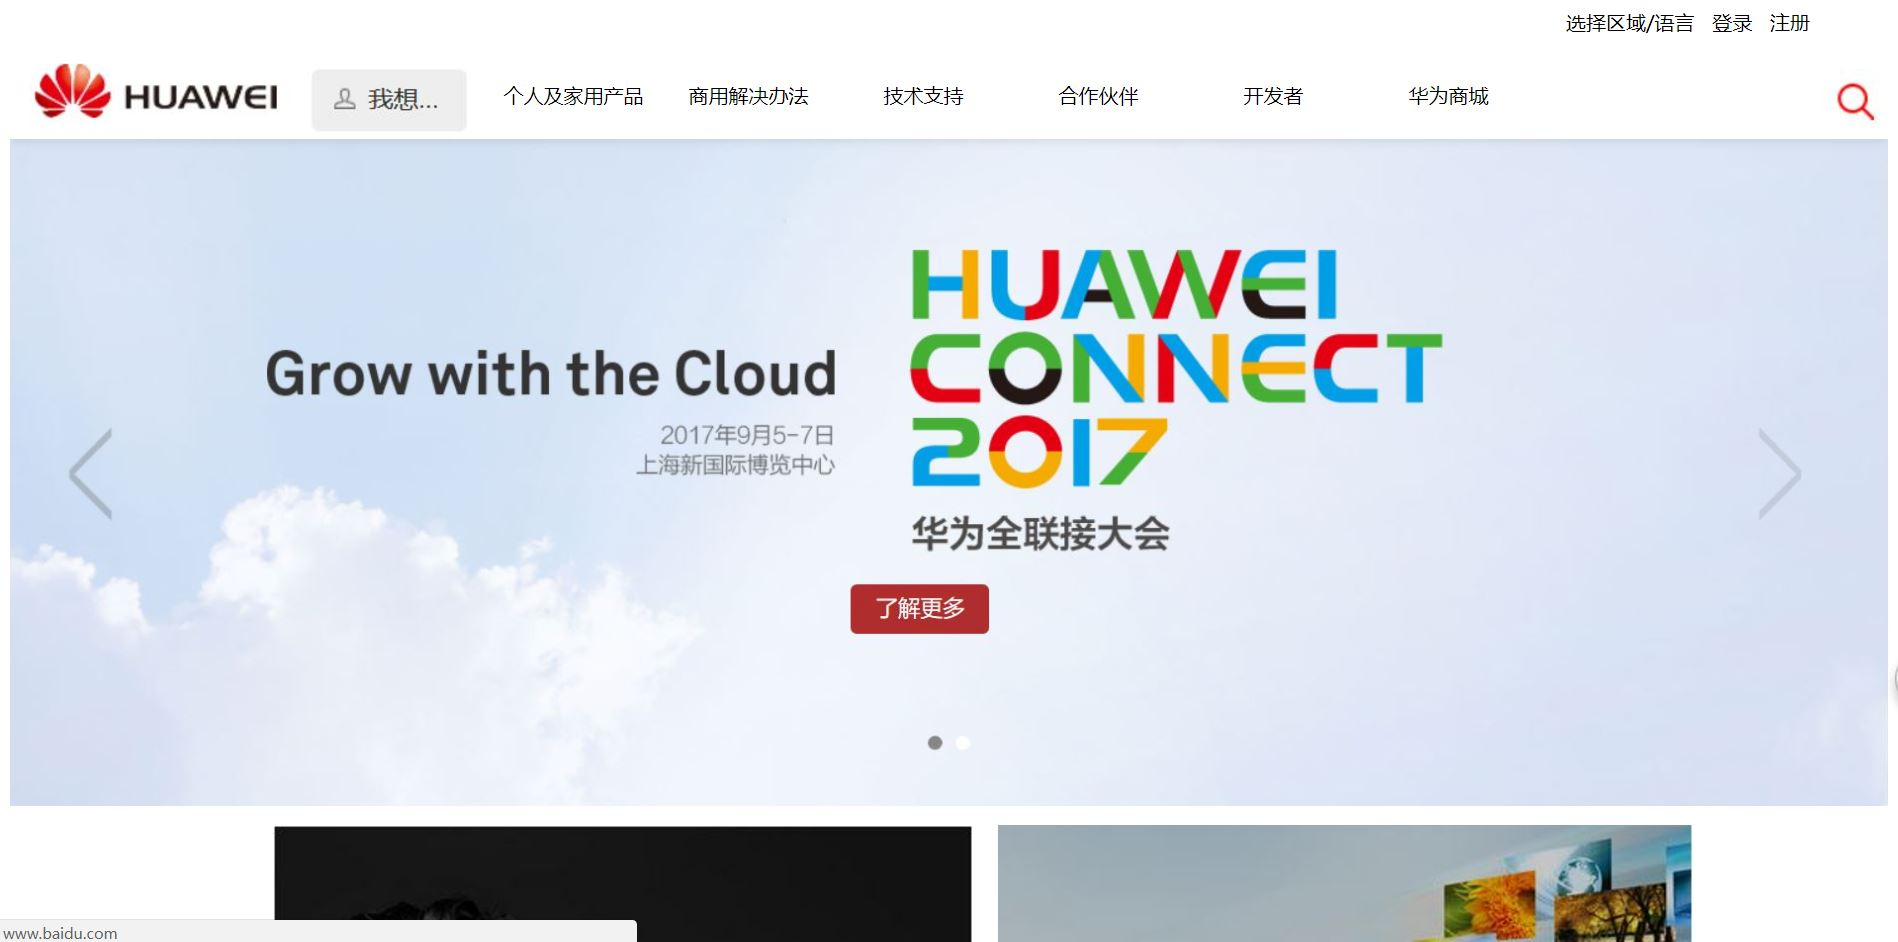 选择区域/语言 登录 注册
HUAWEI 我想... 个人及家用产品 商用解决办法 技术支持 合作伙伴 开发者 华为商城
Grow with the Cloud
2017年9月5-7日
上海新国际博览中心
HUAWEI
CONNECT
2017
华为全联接大会
了解更多
www.baidu.com